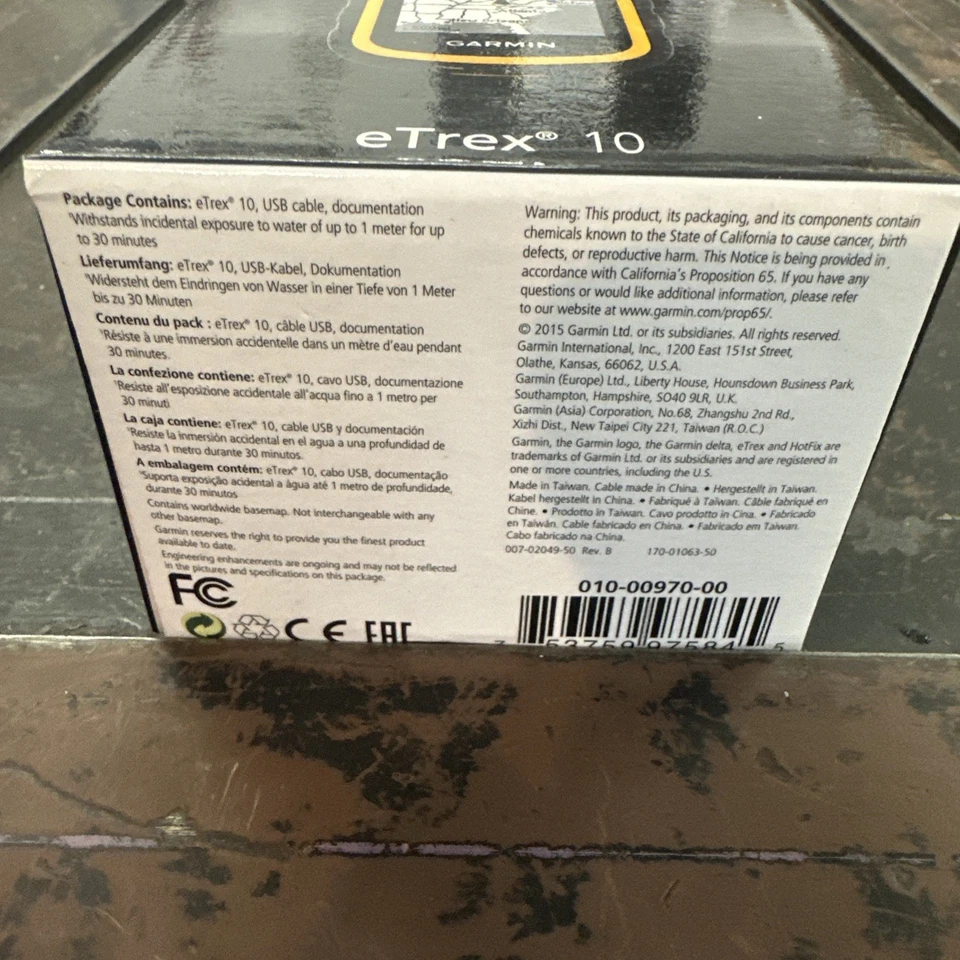 New Orleans
GARMIN
eTrex® 10
Package Contains: eTrex® 10, USB cable, documentation
¹Withstands incidental exposure to water of up to 1 meter for up
to 30 minutes
Lieferumfang: eTrex® 10, USB-Kabel, Dokumentation
¹Widersteht dem Eindringen von Wasser in einer Tiefe von 1 Meter
bis zu 30 Minuten
Contenu du pack : eTrex® 10, câble USB, documentation
¹Résiste à une immersion accidentelle dans un mètre d'eau pendant
30 minutes.
La confezione contiene: eTrex® 10, cavo USB, documentazione
¹Resiste all'esposizione accidentale all'acqua fino a 1 metro per
30 minuti
La caja contiene: eTrex® 10, cable USB y documentación
¹Resiste la inmersión accidental en el agua a una profundidad de
hasta 1 metro durante 30 minutos.
A embalagem contém: eTrex® 10, cabo USB, documentação
¹Suporta exposição acidental a água até 1 metro de profundidade,
durante 30 minutos
Contains worldwide basemap. Not interchangeable with any
other basemap.
Garmin reserves the right to provide you the finest product
available to date.
Engineering enhancements are ongoing and may not be reflected
in the pictures and specifications on this package.
FC
CE EAC
Warning: This product, its packaging, and its components contain
chemicals known to the State of California to cause cancer, birth
defects, or reproductive harm. This Notice is being provided in
accordance with California's Proposition 65. If you have any
questions or would like additional information, please refer
to our website at www.garmin.com/prop65/.
© 2015 Garmin Ltd. or its subsidiaries. All rights reserved.
Garmin International, Inc., 1200 East 151st Street,
Olathe, Kansas, 66062, U.S.A.
Garmin (Europe) Ltd., Liberty House, Hounsdown Business Park,
Southampton, Hampshire, SO40 9LR, U.K.
Garmin (Asia) Corporation, No.68, Zhangshu 2nd Rd.,
Xizhi Dist., New Taipei City 221, Taiwan (R.O.C.)
Garmin, the Garmin logo, the Garmin delta, eTrex and HotFix are
trademarks of Garmin Ltd. or its subsidiaries and are registered in
one or more countries, including the U.S.
Made in Taiwan. Cable made in China. • Hergestellt in Taiwan.
Kabel hergestellt in China. • Fabriqué à Taiwan. Câble fabriqué en
Chine. • Prodotto in Taiwan. Cavo prodotto in Cina. • Fabricado
en Taiwán. Cable fabricado en China. • Fabricado em Taiwan.
Cabo fabricado na China.
007-02049-50 Rev. B 170-01063-50
010-00970-00
7 53759 97584 5